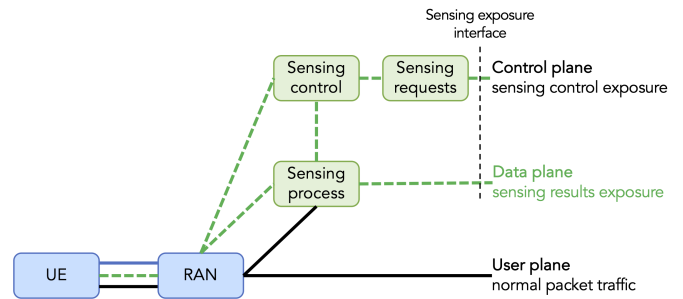 Sensing exposure
interface
Sensing
control
Sensing
requests
Control plane
sensing control exposure
Sensing
process
Data plane
sensing results exposure
UE
RAN
User plane
normal packet traffic